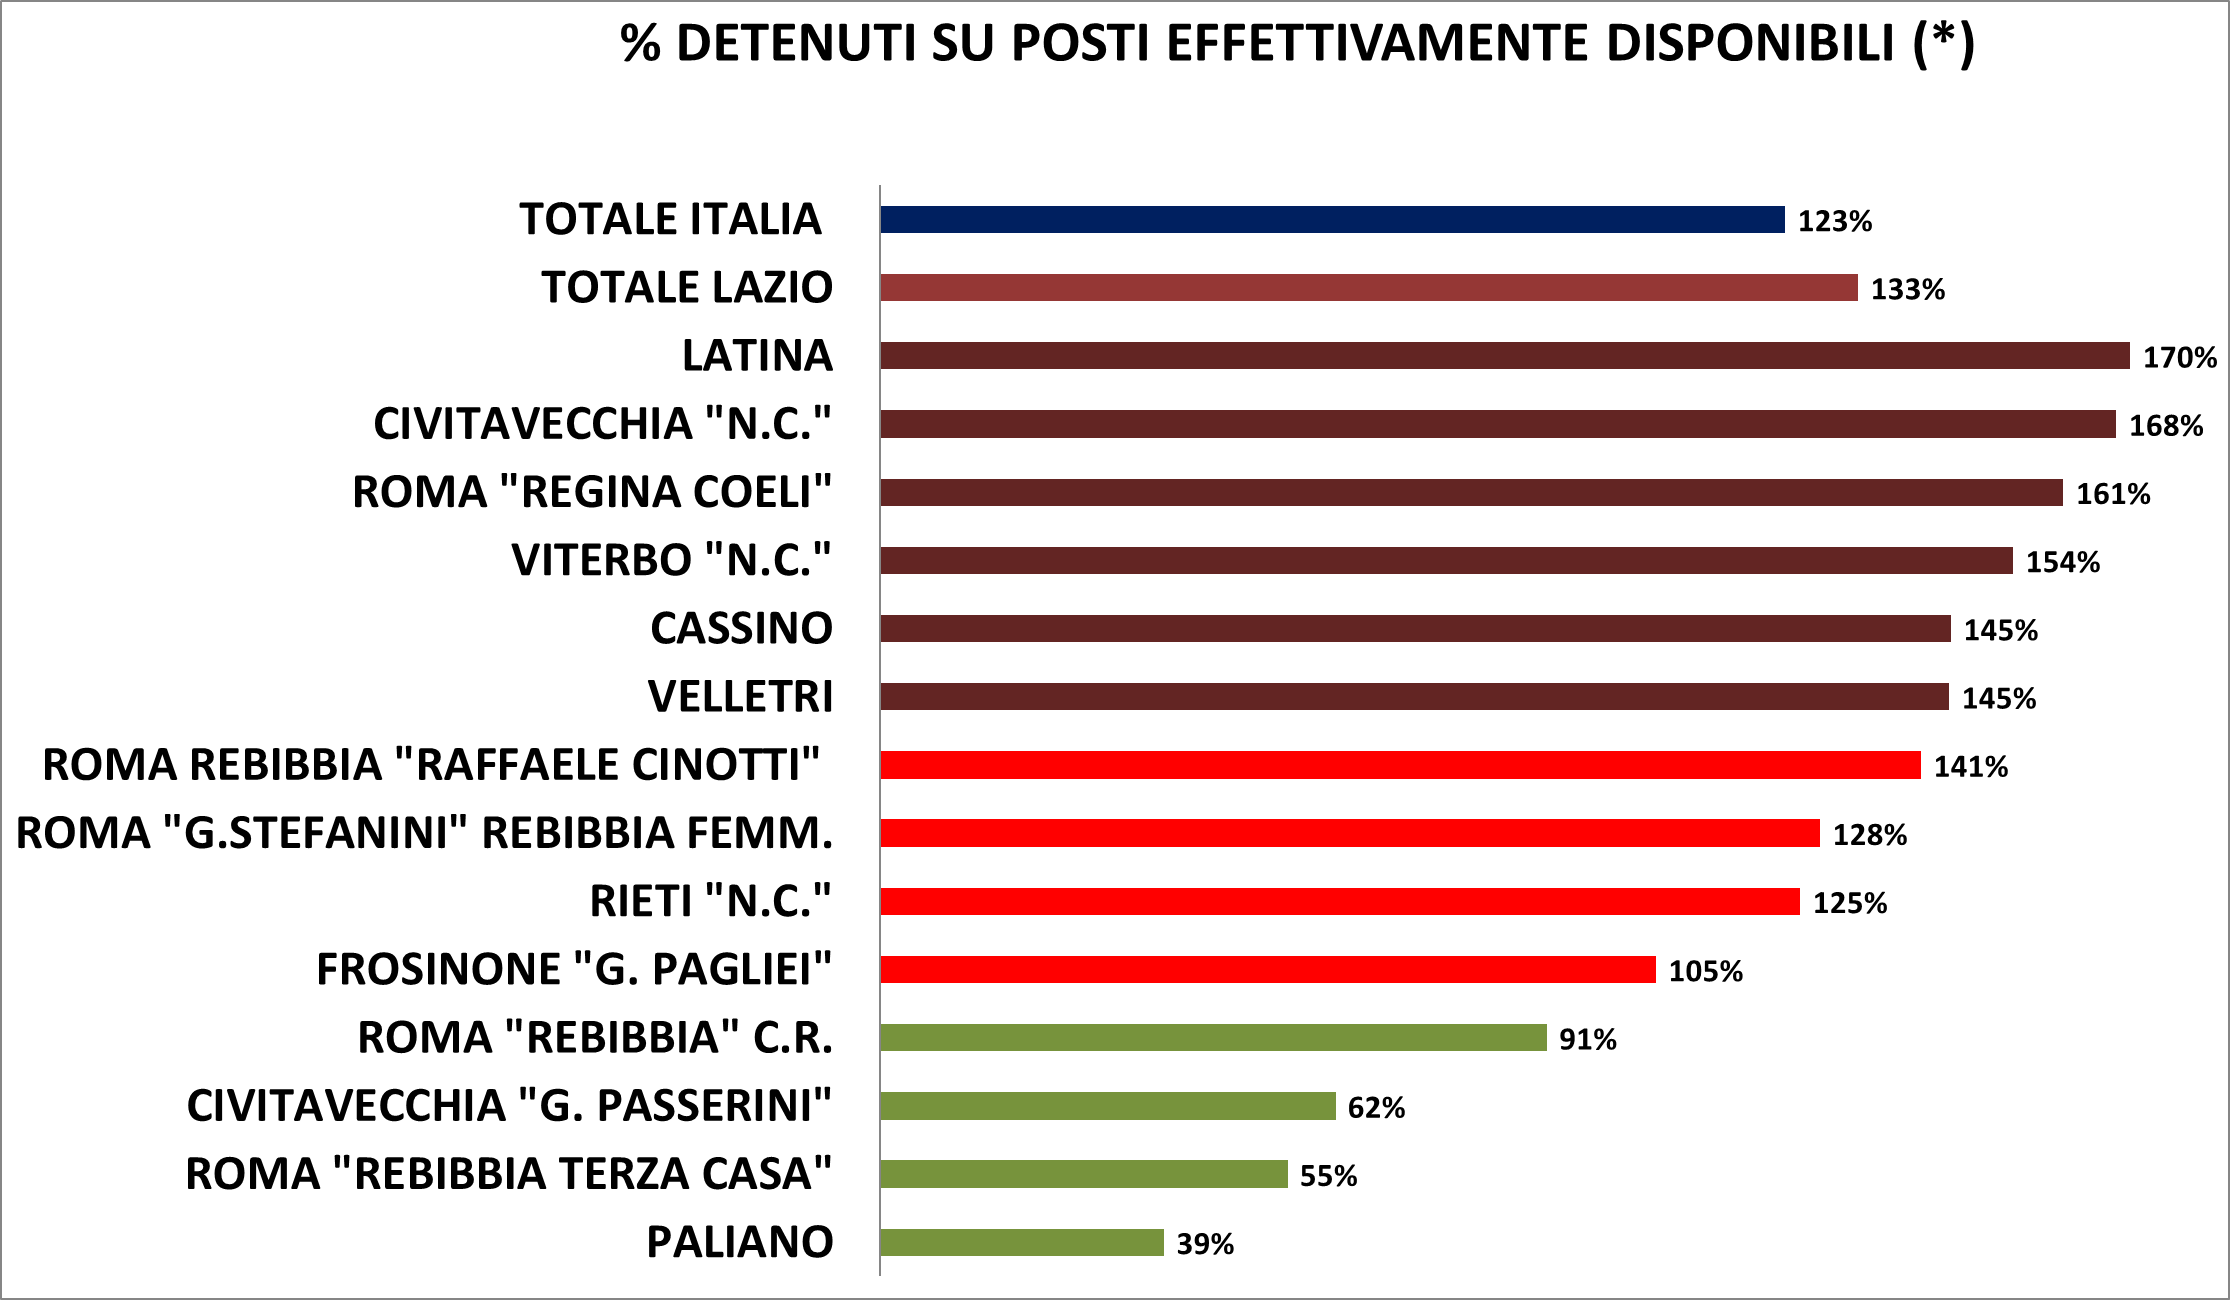 % DETENUTI SU POSTI EFFETTIVAMENTE DISPONIBILI (*)
TOTALE ITALIA 123%
TOTALE LAZIO 133%
LATINA 170%
CIVITAVECCHIA "N.C." 168%
ROMA "REGINA COELI" 161%
VITERBO "N.C." 154%
CASSINO 145%
VELLETRI 145%
ROMA REBIBBIA "RAFFAELE CINOTTI" 141%
ROMA "G.STEFANINI" REBIBBIA FEMM. 128%
RIETI "N.C." 125%
FROSINONE "G. PAGLIEI" 105%
ROMA "REBIBBIA" C.R. 91%
CIVITAVECCHIA "G. PASSERINI" 62%
ROMA "REBIBBIA TERZA CASA" 55%
PALIANO 39%